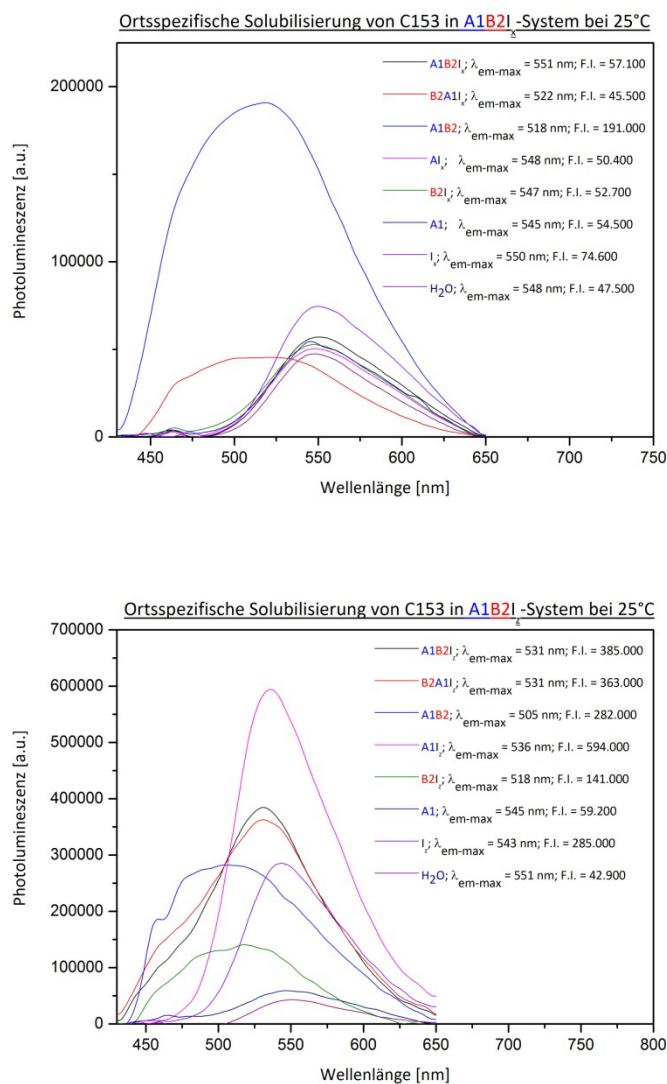 Ortsspezifische Solubilisierung von C153 in A1B2Ix-System bei 25°C
200000
A1B2Ix; λem-max = 551 nm; F.I. = 57.100
B2A1Ix; λem-max = 522 nm; F.I. = 45.500
A1B2; λem-max = 518 nm; F.I. = 191.000
AIx; λem-max = 548 nm; F.I. = 50.400
B2Ix; λem-max = 547 nm; F.I. = 52.700
A1; λem-max = 545 nm; F.I. = 54.500
Ix; λem-max = 550 nm; F.I. = 74.600
H2O; λem-max = 548 nm; F.I. = 47.500
Photolumineszenz [a.u.]
100000
0
450 500 550 600 650 700 750
Wellenlänge [nm]
Ortsspezifische Solubilisierung von C153 in A1B2Iz-System bei 25°C
700000
A1B2Iz; λem-max = 531 nm; F.I. = 385.000
B2A1Iz; λem-max = 531 nm; F.I. = 363.000
A1B2; λem-max = 505 nm; F.I. = 282.000
A1Iz; λem-max = 536 nm; F.I. = 594.000
B2Iz; λem-max = 518 nm; F.I. = 141.000
A1; λem-max = 545 nm; F.I. = 59.200
Iz; λem-max = 543 nm; F.I. = 285.000
H2O; λem-max = 551 nm; F.I. = 42.900
600000
500000
400000
300000
200000
100000
0
Photolumineszenz [a.u.]
450 500 550 600 650 700 750 800
Wellenlänge [nm]